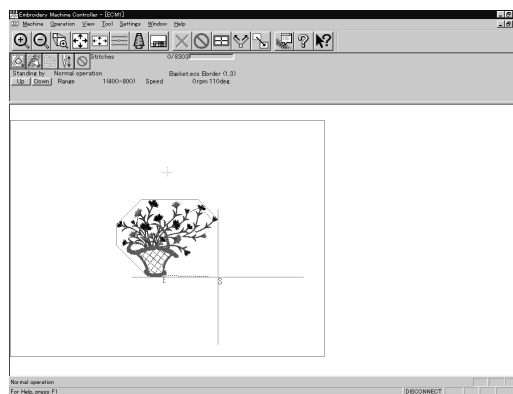 Embroidery Machine Controller - [ECM1]
Machine Operation View Tool Settings Window Help
Stitches 0/8303
Standing by Normal operation Basket.ecs Border (1,3)
Up Down Range 1(400-800) Speed 0rpm 110deg.
E S
Normal operation
For Help, press F1 DISCONNECT